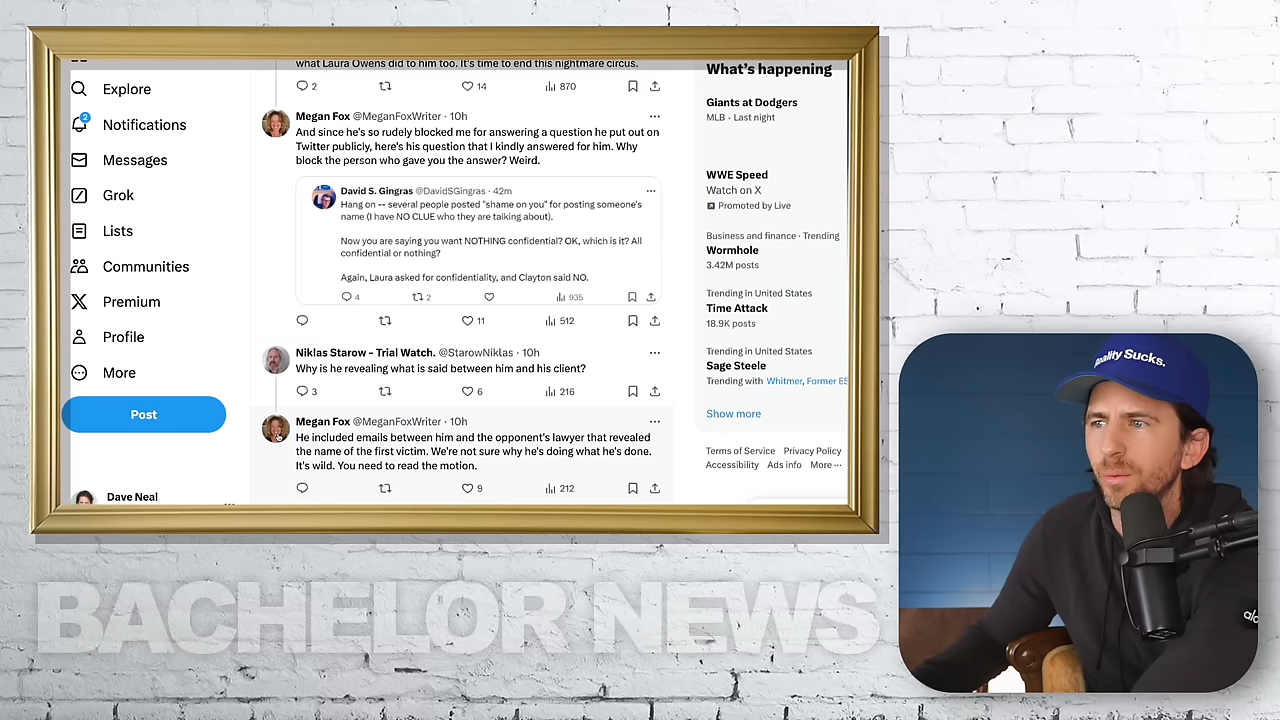 what Laura Owens did to him too. It's time to end this nightmare circus.
2 14 870
Explore
Notifications
2
Messages
Grok
Lists
Communities
Premium
Profile
More
Post
Dave Neal
Megan Fox @MeganFoxWriter · 10h
And since he's so rudely blocked me for answering a question he put out on
Twitter publicly, here's his question that I kindly answered for him. Why
block the person who gave you the answer? Weird.
David S. Gingras @DavidSGingras · 42m
Hang on -- several people posted "shame on you" for posting someone's
name (I have NO CLUE who they are talking about).
Now you are saying you want NOTHING confidential? OK, which is it? All
confidential or nothing?
Again, Laura asked for confidentiality, and Clayton said NO.
4 2 935
11 512
Niklas Starow - Trial Watch. @StarowNiklas · 10h
Why is he revealing what is said between him and his client?
3 6 216
Megan Fox @MeganFoxWriter · 10h
He included emails between him and the opponent's lawyer that revealed
the name of the first victim. We're not sure why he's doing what he's done.
It's wild. You need to read the motion.
9 212
What's happening
Giants at Dodgers
MLB · Last night
WWE Speed
Watch on X
Promoted by Live
Business and finance · Trending
Wormhole
3.42M posts
Trending in United States
Time Attack
18.9K posts
Trending in United States
Sage Steele
Trending with Whitmer, Former ES
Show more
Terms of Service Privacy Policy
Accessibility Ads info More ···
BACHELOR NEWS
Reality Sucks.
alo